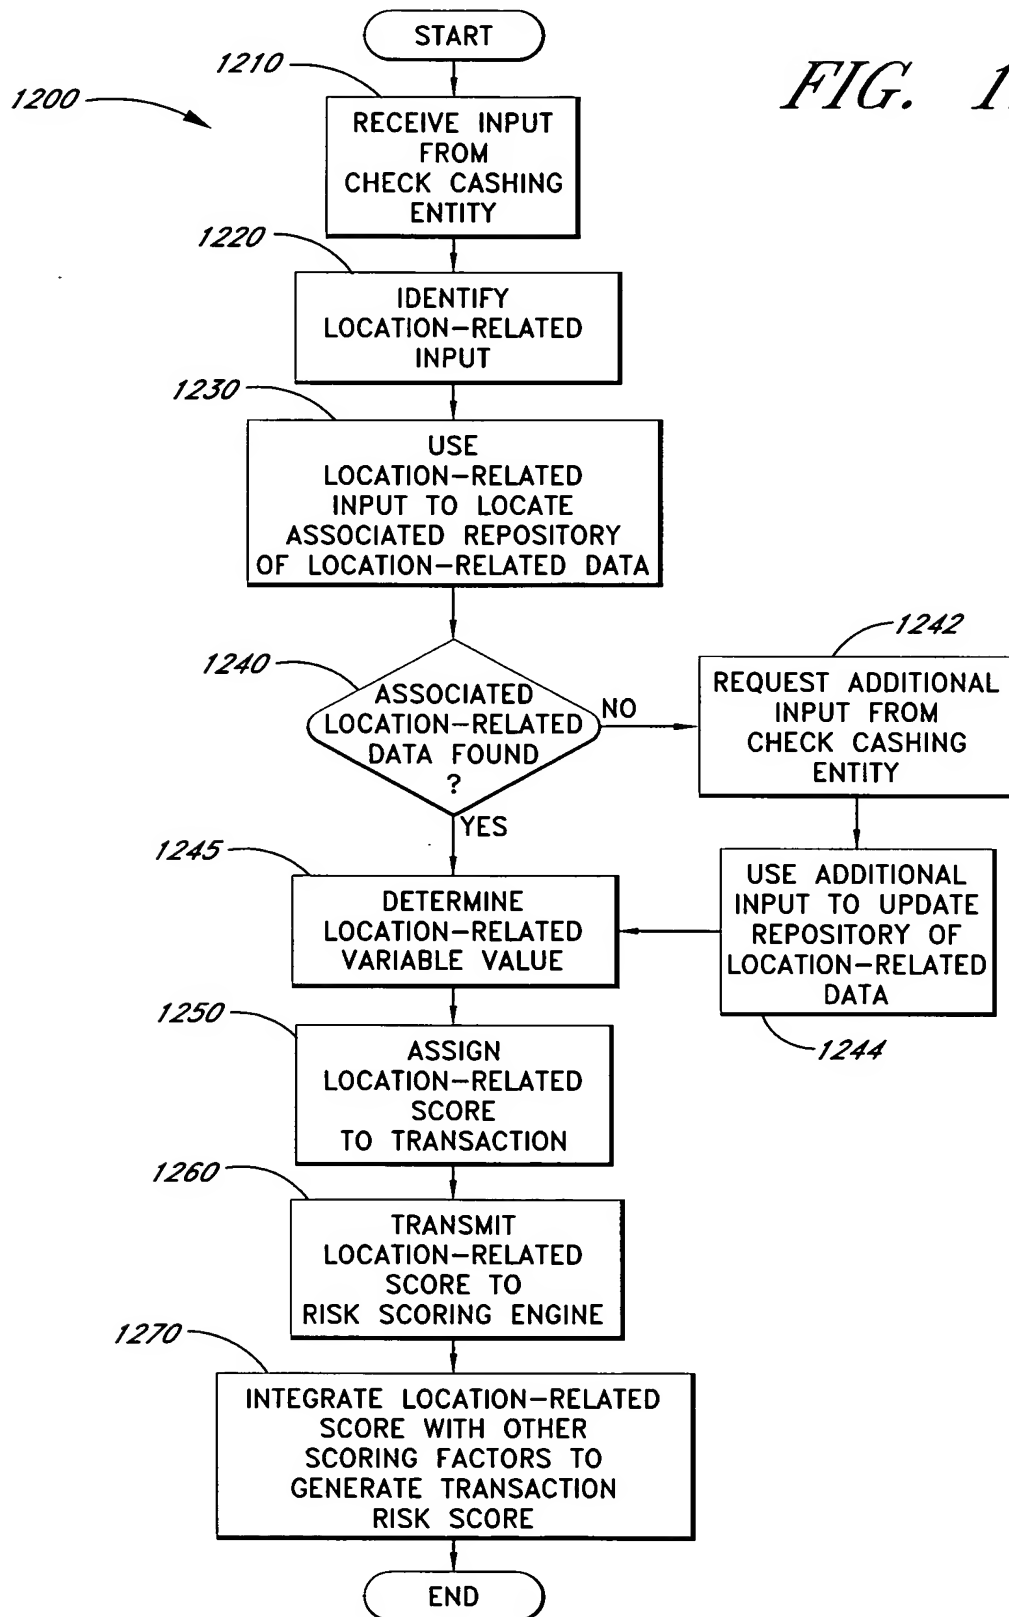 START
1210
FIG. 1
1200
RECEIVE INPUT
FROM
CHECK CASHING
ENTITY
1220
IDENTIFY
LOCATION-RELATED
INPUT
1230
USE
LOCATION-RELATED
INPUT TO LOCATE
ASSOCIATED REPOSITORY
OF LOCATION-RELATED DATA
1240
ASSOCIATED
LOCATION-RELATED
DATA FOUND
?
NO
YES
1242
REQUEST ADDITIONAL
INPUT FROM
CHECK CASHING
ENTITY
USE ADDITIONAL
INPUT TO UPDATE
REPOSITORY OF
LOCATION-RELATED
DATA
1244
1245
DETERMINE
LOCATION-RELATED
VARIABLE VALUE
1250
ASSIGN
LOCATION-RELATED
SCORE
TO TRANSACTION
1260
TRANSMIT
LOCATION-RELATED
SCORE TO
RISK SCORING ENGINE
1270
INTEGRATE LOCATION-RELATED
SCORE WITH OTHER
SCORING FACTORS TO
GENERATE TRANSACTION
RISK SCORE
END